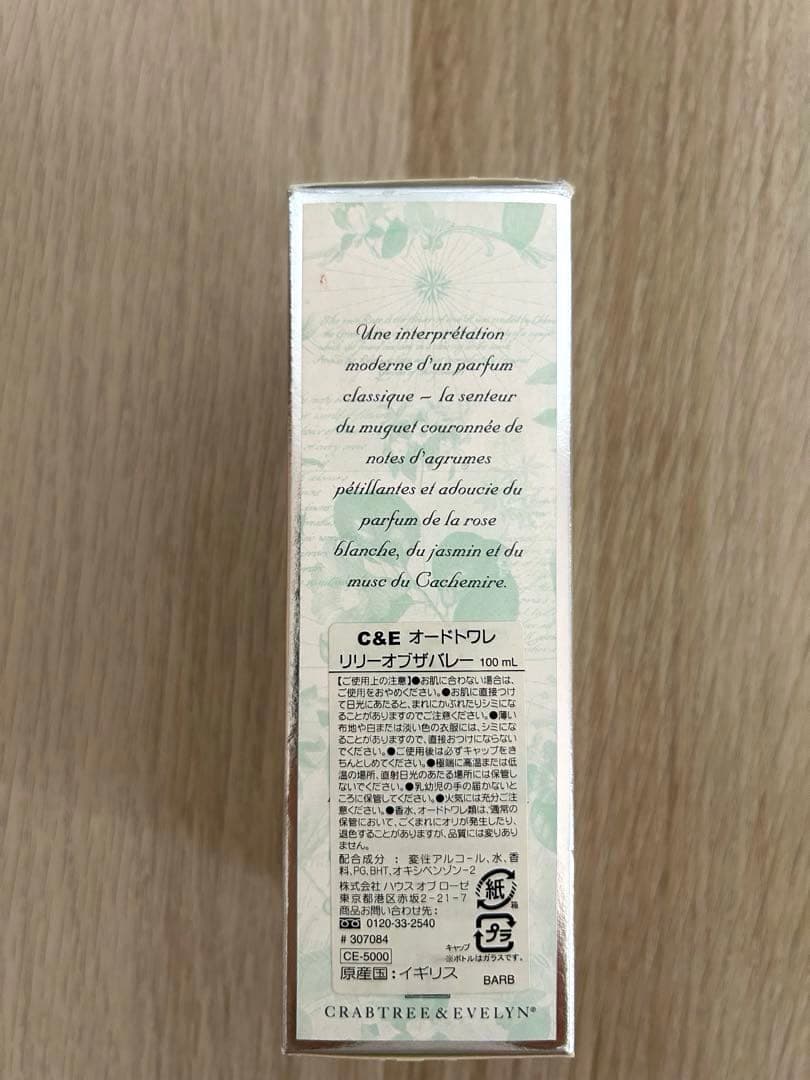 Une interprétation
moderne d'un parfum
classique – la senteur
du muguet couronnée de
notes d'agrumes
pétillantes et adoucie du
parfum de la rose
blanche, du jasmin et du
musc du Cachemire.
C&E オードトワレ
リリーオブザバレー 100 mL
【ご使用上の注意】●お肌に合わない場合は、
ご使用をおやめください。●お肌に直接つけ
て日光にあたると、まれにかぶれたりシミにな
ることがありますのでご注意ください。●薄い
布地や白または淡い色の衣服には、シミにな
ることがありますので、直接おつけにならない
でください。●ご使用後は必ずキャップをき
ちんとしめてください。●極端に高温または低
温の場所、直射日光のあたる場所には保管し
ないでください。●乳幼児の手の届かないと
ころに保管してください。●火気には充分ご注
意ください。●香水、オードトワレ類は、通常の
保管において、ごくまれにオリが発生したり、
退色することがありますが、品質には変りあり
ません。
配合成分 : 変性アルコール、水、香
料、PG、BHT、オキシベンゾン-2
株式会社 ハウス オブ ローゼ
東京都港区赤坂2-21-7
商品お問い合わせ先:
0120-33-2540
# 307084
CE-5000
原産国:イギリス
紙
箱
プラ
キャップ
※ボトルはガラスです。
BARB
CRABTREE & EVELYN®